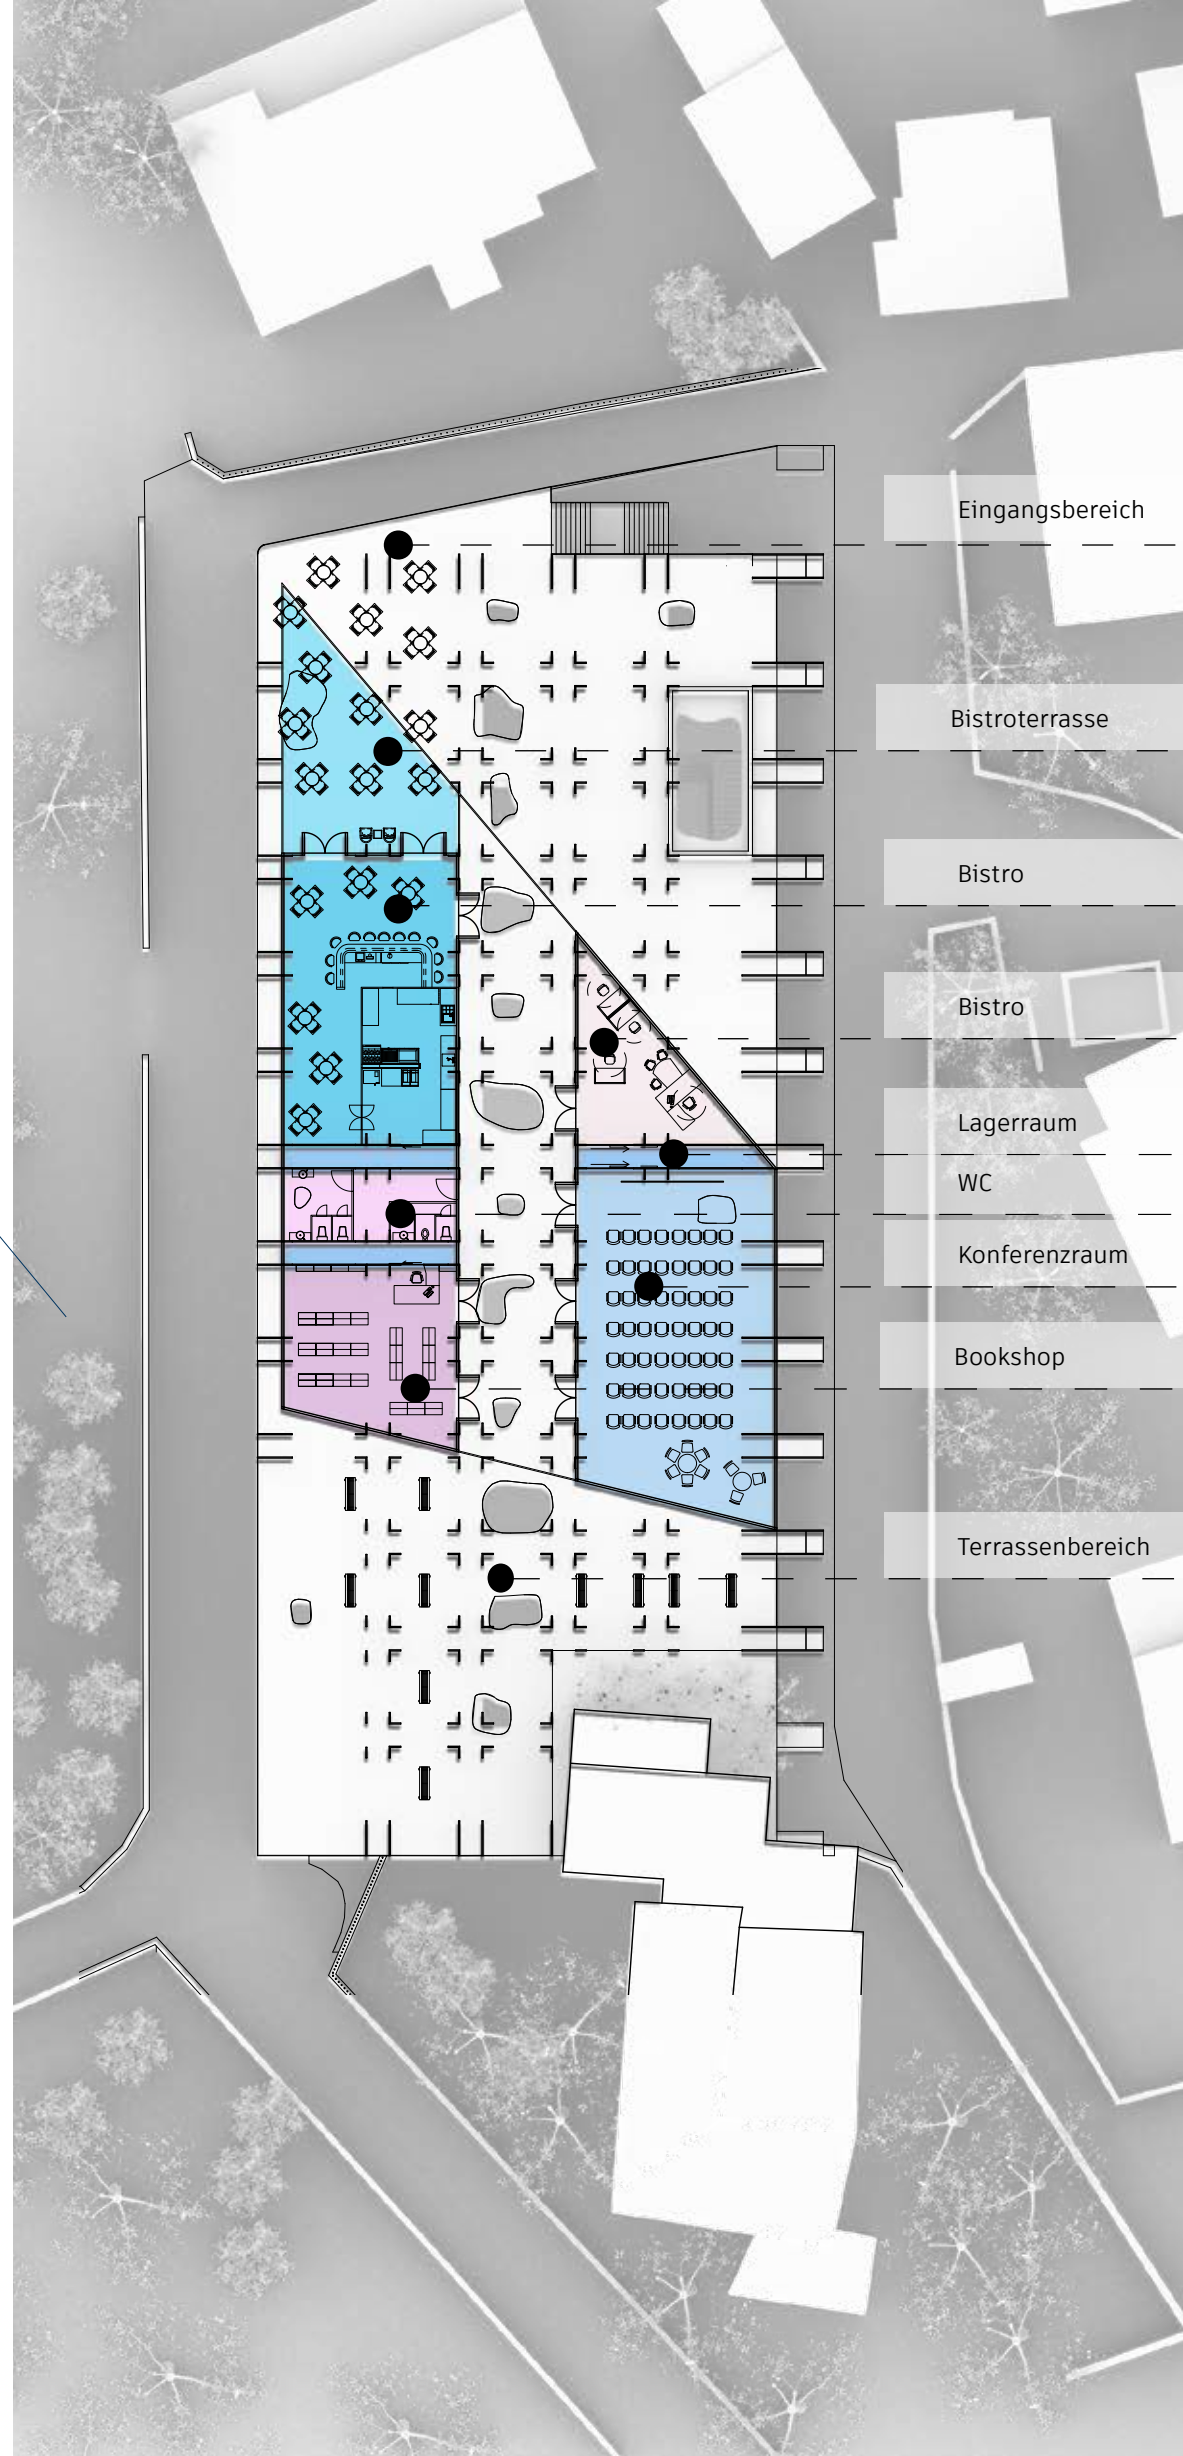 Eingangsbereich
Bistroterrasse
Bistro
Bistro
Lagerraum
WC
Konferenzraum
Bookshop
Terrassenbereich